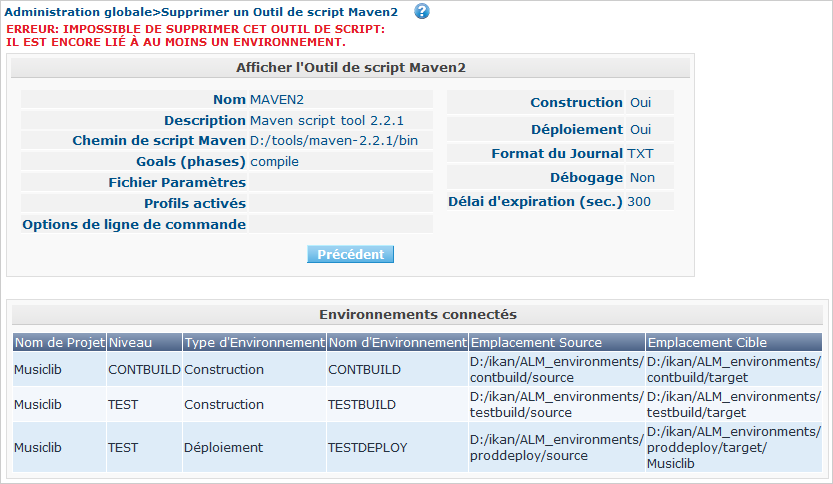 Administration globale>Supprimer un Outil de script Maven2 ?
ERREUR: IMPOSSIBLE DE SUPPRIMER CET OUTIL DE SCRIPT:
IL EST ENCORE LIÉ À AU MOINS UN ENVIRONNEMENT.
Afficher l'Outil de script Maven2
Nom MAVEN2
Description Maven script tool 2.2.1
Chemin de script Maven D:/tools/maven-2.2.1/bin
Goals (phases) compile
Fichier Paramètres
Profils activés
Options de ligne de commande
Construction Oui
Déploiement Oui
Format du Journal TXT
Débogage Non
Délai d'expiration (sec.) 300
Précédent
Environnements connectés
Nom de Projet Niveau Type d'Environnement Nom d'Environnement Emplacement Source Emplacement Cible
Musiclib CONTBUILD Construction CONTBUILD D:/ikan/ALM_environments/ D:/ikan/ALM_environments/
contbuild/source contbuild/target
Musiclib TEST Construction TESTBUILD D:/ikan/ALM_environments/ D:/ikan/ALM_environments/
testbuild/source testbuild/target
Musiclib TEST Déploiement TESTDEPLOY D:/ikan/ALM_environments/ D:/ikan/ALM_environments/
proddeploy/source proddeploy/target/
Musiclib